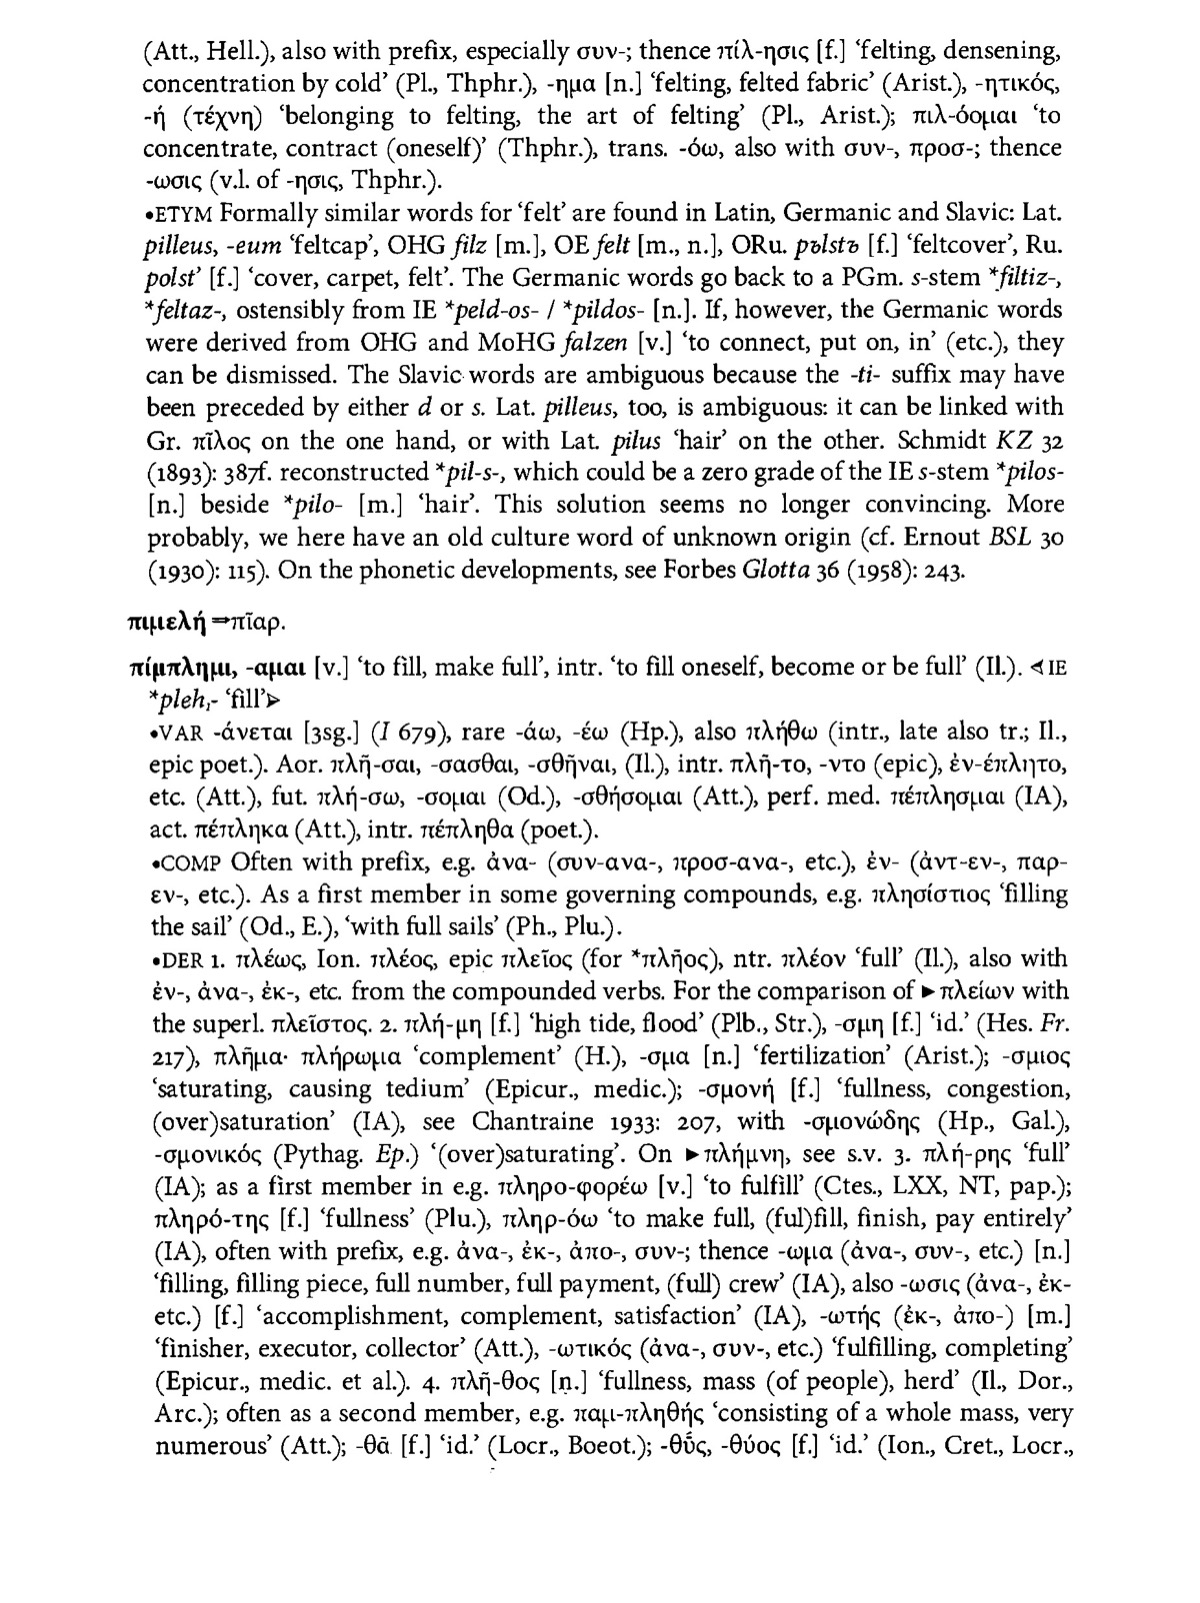 (Att., Hell.), also with prefix, especially συν-; thence πίλ-ησις [f.] ‘felting, densening,
concentration by cold’ (Pl., Thphr.), -ημα [n.] ‘felting, felted fabric’ (Arist.), -ητικός,
-ή (τέχνη) ‘belonging to felting, the art of felting’ (Pl., Arist.); πιλ-όομαι ‘to
concentrate, contract (oneself)’ (Thphr.), trans. -όω, also with συν-, προσ-; thence
-ωσις (v.l. of -ησις, Thphr.).
•ETYM Formally similar words for ‘felt’ are found in Latin, Germanic and Slavic: Lat.
pilleus, -eum ‘feltcap’, OHG filz [m.], OE felt [m., n.], ORu. pъlstъ [f.] ‘feltcover’, Ru.
polst’ [f.] ‘cover, carpet, felt’. The Germanic words go back to a PGm. s-stem *filtiz-,
*feltaz-, ostensibly from IE *peld-os- / *pildos- [n.]. If, however, the Germanic words
were derived from OHG and MoHG falzen [v.] ‘to connect, put on, in’ (etc.), they
can be dismissed. The Slavic words are ambiguous because the -ti- suffix may have
been preceded by either d or s. Lat. pilleus, too, is ambiguous: it can be linked with
Gr. πῖλος on the one hand, or with Lat. pilus ‘hair’ on the other. Schmidt KZ 32
(1893): 387f. reconstructed *pil-s-, which could be a zero grade of the IE s-stem *pilos-
[n.] beside *pilo- [m.] ‘hair’. This solution seems no longer convincing. More
probably, we here have an old culture word of unknown origin (cf. Ernout BSL 30
(1930): 115). On the phonetic developments, see Forbes Glotta 36 (1958): 243.
πιμελή ⇒πῖαρ.
πίμπλημι, -αμαι [v.] ‘to fill, make full’, intr. ‘to fill oneself, become or be full’ (Il.). ⊲ IE
*pleh₁- ‘fill’⊳
•VAR -άνεται [3sg.] (I 679), rare -άω, -έω (Hp.), also πλήθω (intr., late also tr.; Il.,
epic poet.). Aor. πλῆ-σαι, -σασθαι, -σθῆναι, (Il.), intr. πλῆ-το, -ντο (epic), ἐν-έπλητο,
etc. (Att.), fut. πλή-σω, -σομαι (Od.), -σθήσομαι (Att.), perf. med. πέπλησμαι (IA),
act. πέπληκα (Att.), intr. πέπληθα (poet.).
•COMP Often with prefix, e.g. ἀνα- (συν-ανα-, προσ-ανα-, etc.), ἐν- (ἀντ-εν-, παρ-
εν-, etc.). As a first member in some governing compounds, e.g. πλησίστιος ‘filling
the sail’ (Od., E.), ‘with full sails’ (Ph., Plu.).
•DER 1. πλέως, Ion. πλέος, epic πλεῖος (for *πλῆος), ntr. πλέον ‘full’ (Il.), also with
ἐν-, ἀνα-, ἐκ-, etc. from the compounded verbs. For the comparison of ►πλείων with
the superl. πλεῖστος. 2. πλή-μη [f.] ‘high tide, flood’ (Plb., Str.), -σμη [f.] ‘id.’ (Hes. Fr.
217), πλῆμα· πλήρωμα ‘complement’ (H.), -σμα [n.] ‘fertilization’ (Arist.); -σμιος
‘saturating, causing tedium’ (Epicur., medic.); -σμονή [f.] ‘fullness, congestion,
(over)saturation’ (IA), see Chantraine 1933: 207, with -σμονώδης (Hp., Gal.),
-σμονικός (Pythag. Ep.) ‘(over)saturating’. On ►πλήμνη, see s.v. 3. πλή-ρης ‘full’
(IA); as a first member in e.g. πληρο-φορέω [v.] ‘to fulfill’ (Ctes., LXX, NT, pap.);
πληρό-της [f.] ‘fullness’ (Plu.), πληρ-όω ‘to make full, (ful)fill, finish, pay entirely’
(IA), often with prefix, e.g. ἀνα-, ἐκ-, ἀπο-, συν-; thence -ωμα (ἀνα-, συν-, etc.) [n.]
‘filling, filling piece, full number, full payment, (full) crew’ (IA), also -ωσις (ἀνα-, ἐκ-
etc.) [f.] ‘accomplishment, complement, satisfaction’ (IA), -ωτής (ἐκ-, ἀπο-) [m.]
‘finisher, executor, collector’ (Att.), -ωτικός (ἀνα-, συν-, etc.) ‘fulfilling, completing’
(Epicur., medic. et al.). 4. πλῆ-θος [n.] ‘fullness, mass (of people), herd’ (Il., Dor.,
Arc.); often as a second member, e.g. παμ-πληθής ‘consisting of a whole mass, very
numerous’ (Att.); -θᾱ [f.] ‘id.’ (Locr., Boeot.); -θῡ́ς, -θύος [f.] ‘id.’ (Ion., Cret., Locr.,